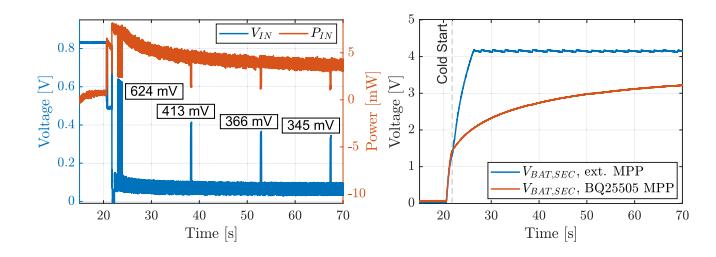 V_IN P_IN
0.8
0.6
0.4
0.2
0
5
0
-5
-10
624 mV
413 mV
366 mV
345 mV
20 30 40 50 60 70
Voltage [V]
Power [mW]
Time [s]
5
4
3
2
1
0
Cold Start
V_BAT,SEC, ext. MPP
V_BAT,SEC, BQ25505 MPP
20 30 40 50 60 70
Voltage [V]
Time [s]